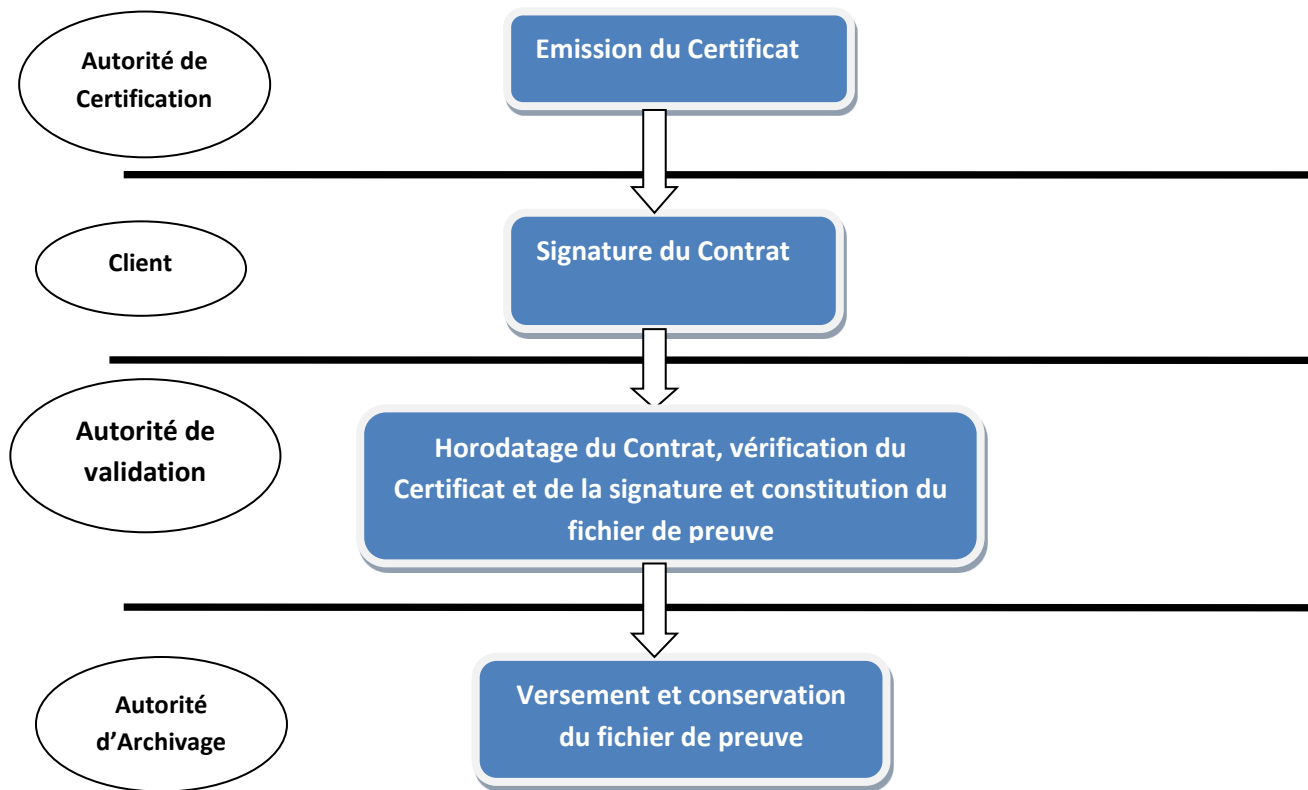 Autorité de
Certification
Emission du Certificat
Client
Signature du Contrat
Autorité de
validation
Horodatage du Contrat, vérification du
Certificat et de la signature et constitution du
fichier de preuve
Autorité
d’Archivage
Versement et conservation
du fichier de preuve